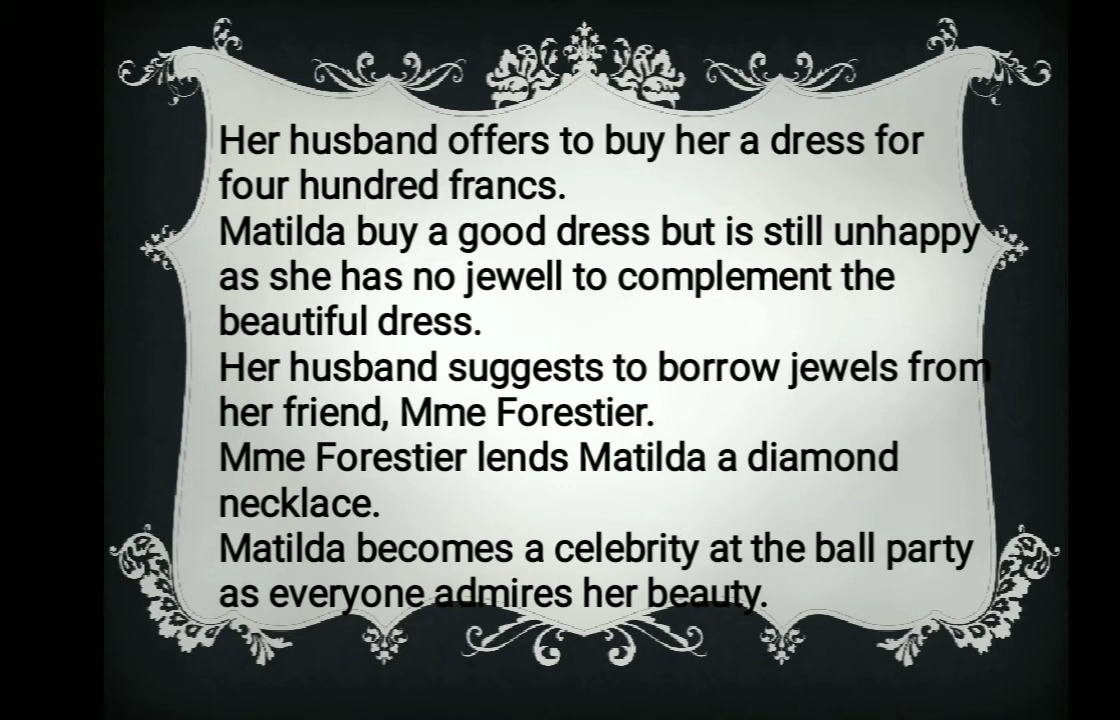 Her husband offers to buy her a dress for
four hundred francs.
Matilda buy a good dress but is still unhappy
as she has no jewell to complement the
beautiful dress.
Her husband suggests to borrow jewels from
her friend, Mme Forestier.
Mme Forestier lends Matilda a diamond
necklace.
Matilda becomes a celebrity at the ball party
as everyone admires her beauty.